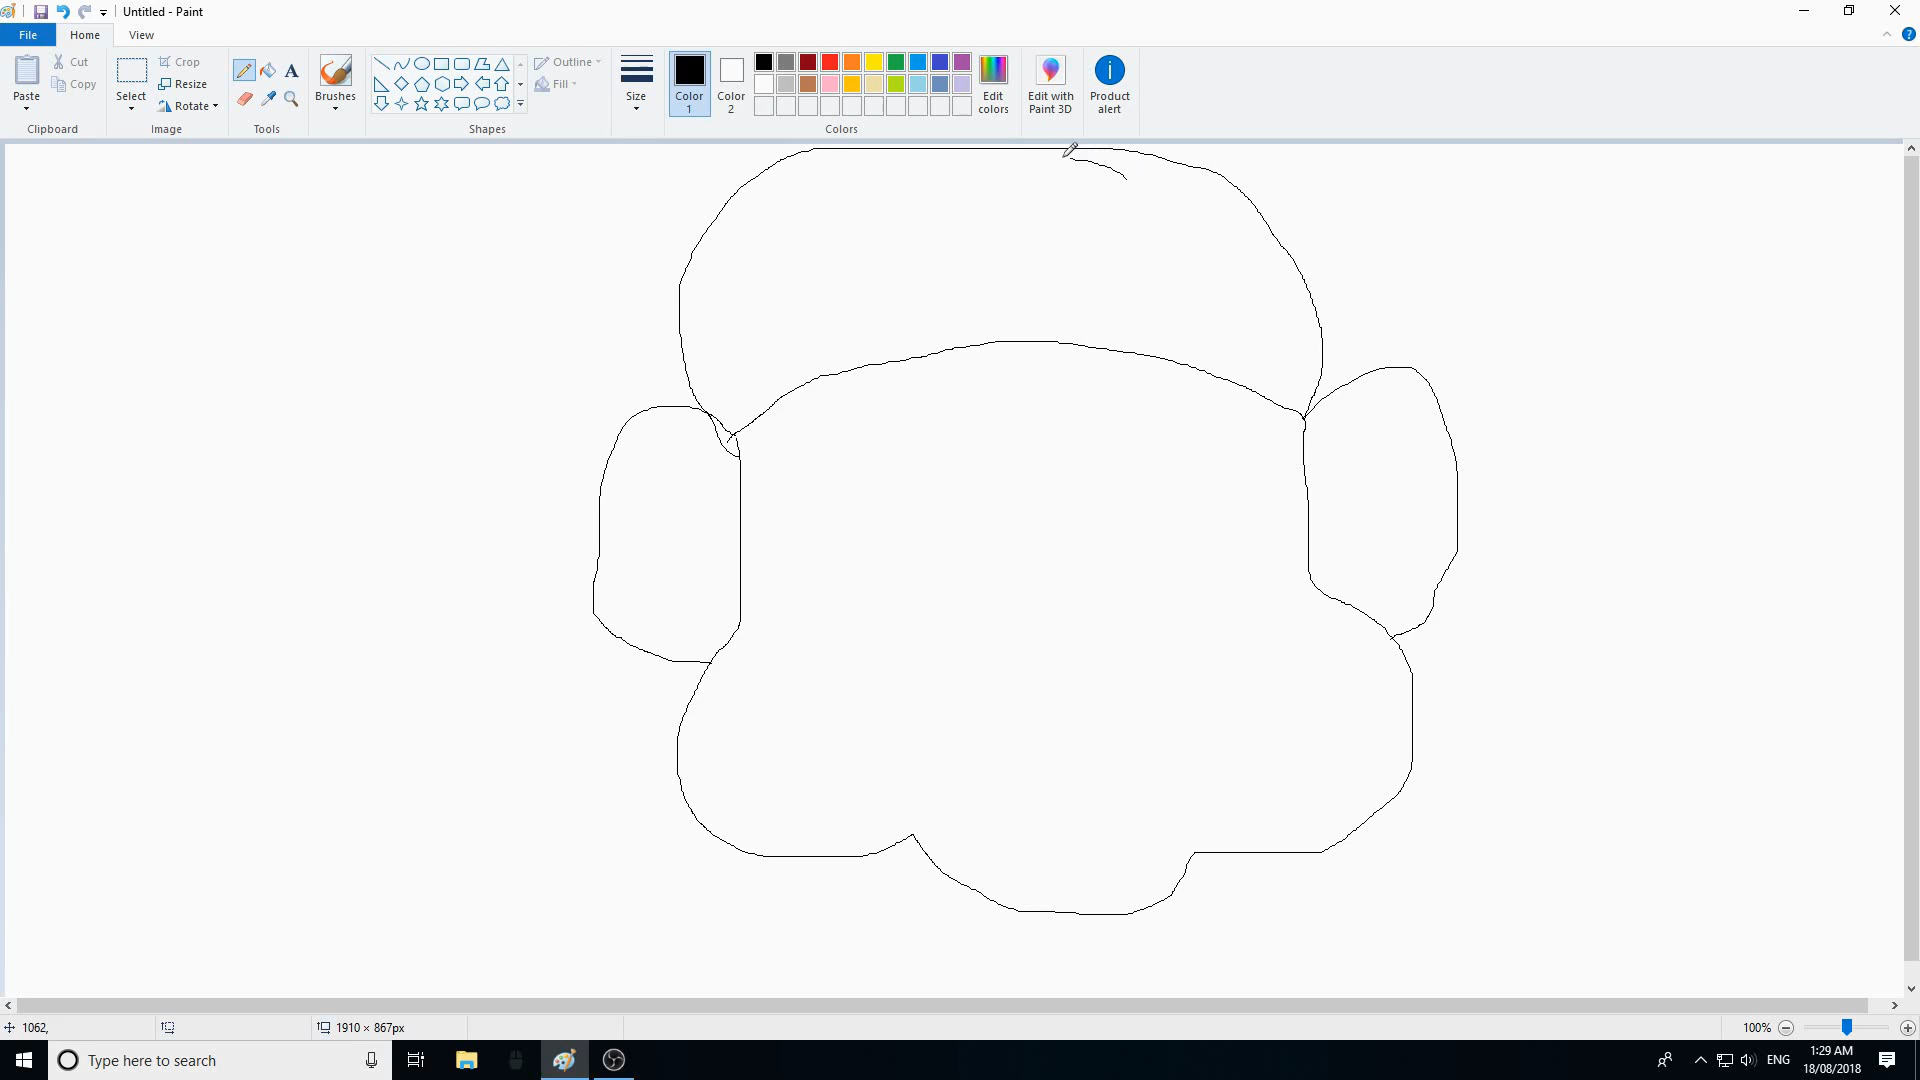 Untitled - Paint
File Home View
Paste
Cut
Copy
Clipboard
Select
Crop
Resize
Rotate
Image
A
Tools
Brushes
Outline
Fill
Shapes
Size
Color 1
Color 2
Edit colors
Colors
Edit with Paint 3D
Product alert
1062,
1910 × 867px
100%
Type here to search
ENG
1:29 AM
18/08/2018